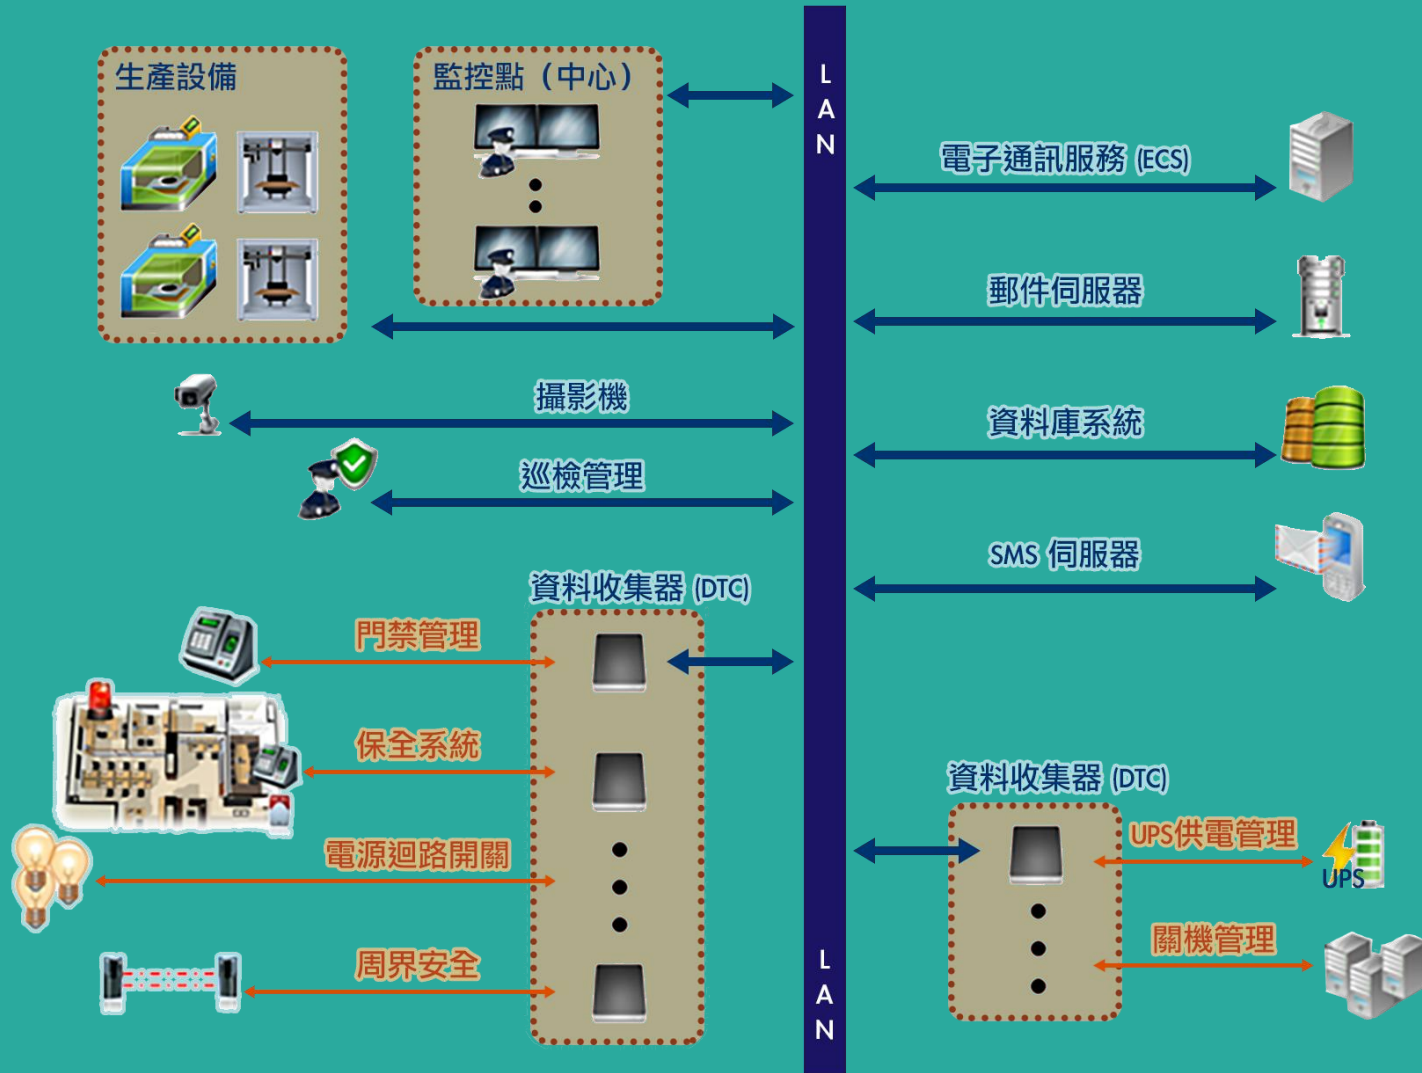 生產設備
監控點（中心）
L
A
N
電子通訊服務 (ECS)
郵件伺服器
攝影機
資料庫系統
巡檢管理
SMS 伺服器
資料收集器 (DTC)
門禁管理
保全系統
電源迴路開關
周界安全
資料收集器 (DTC)
UPS供電管理
UPS
關機管理
L
A
N